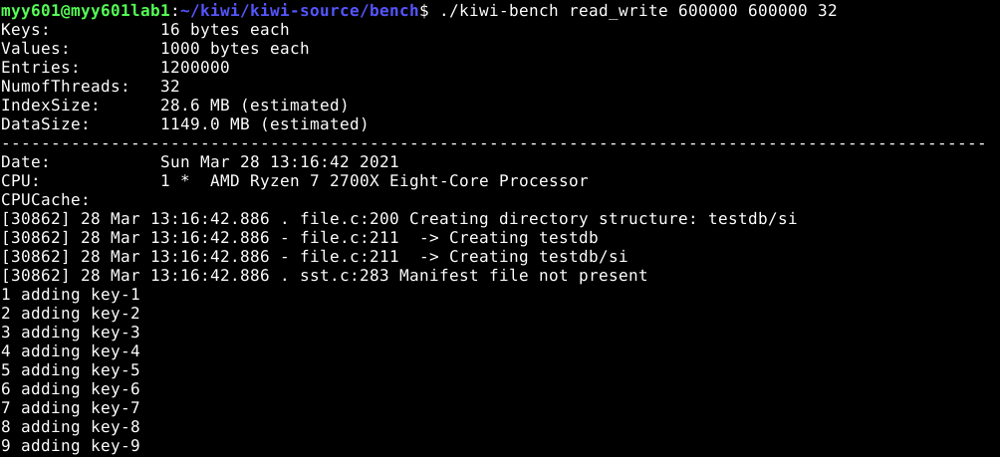 myy601@myy601lab1:~/kiwi/kiwi-source/bench$ ./kiwi-bench read_write 600000 600000 32
Keys:           16 bytes each
Values:         1000 bytes each
Entries:        1200000
NumofThreads:   32
IndexSize:      28.6 MB (estimated)
DataSize:       1149.0 MB (estimated)
---------------------------------------------------------------------------------------------------
Date:           Sun Mar 28 13:16:42 2021
CPU:            1 *  AMD Ryzen 7 2700X Eight-Core Processor
CPUCache:
[30862] 28 Mar 13:16:42.886 . file.c:200 Creating directory structure: testdb/si
[30862] 28 Mar 13:16:42.886 - file.c:211  -> Creating testdb
[30862] 28 Mar 13:16:42.886 - file.c:211  -> Creating testdb/si
[30862] 28 Mar 13:16:42.886 . sst.c:283 Manifest file not present
1 adding key-1
2 adding key-2
3 adding key-3
4 adding key-4
5 adding key-5
6 adding key-6
7 adding key-7
8 adding key-8
9 adding key-9